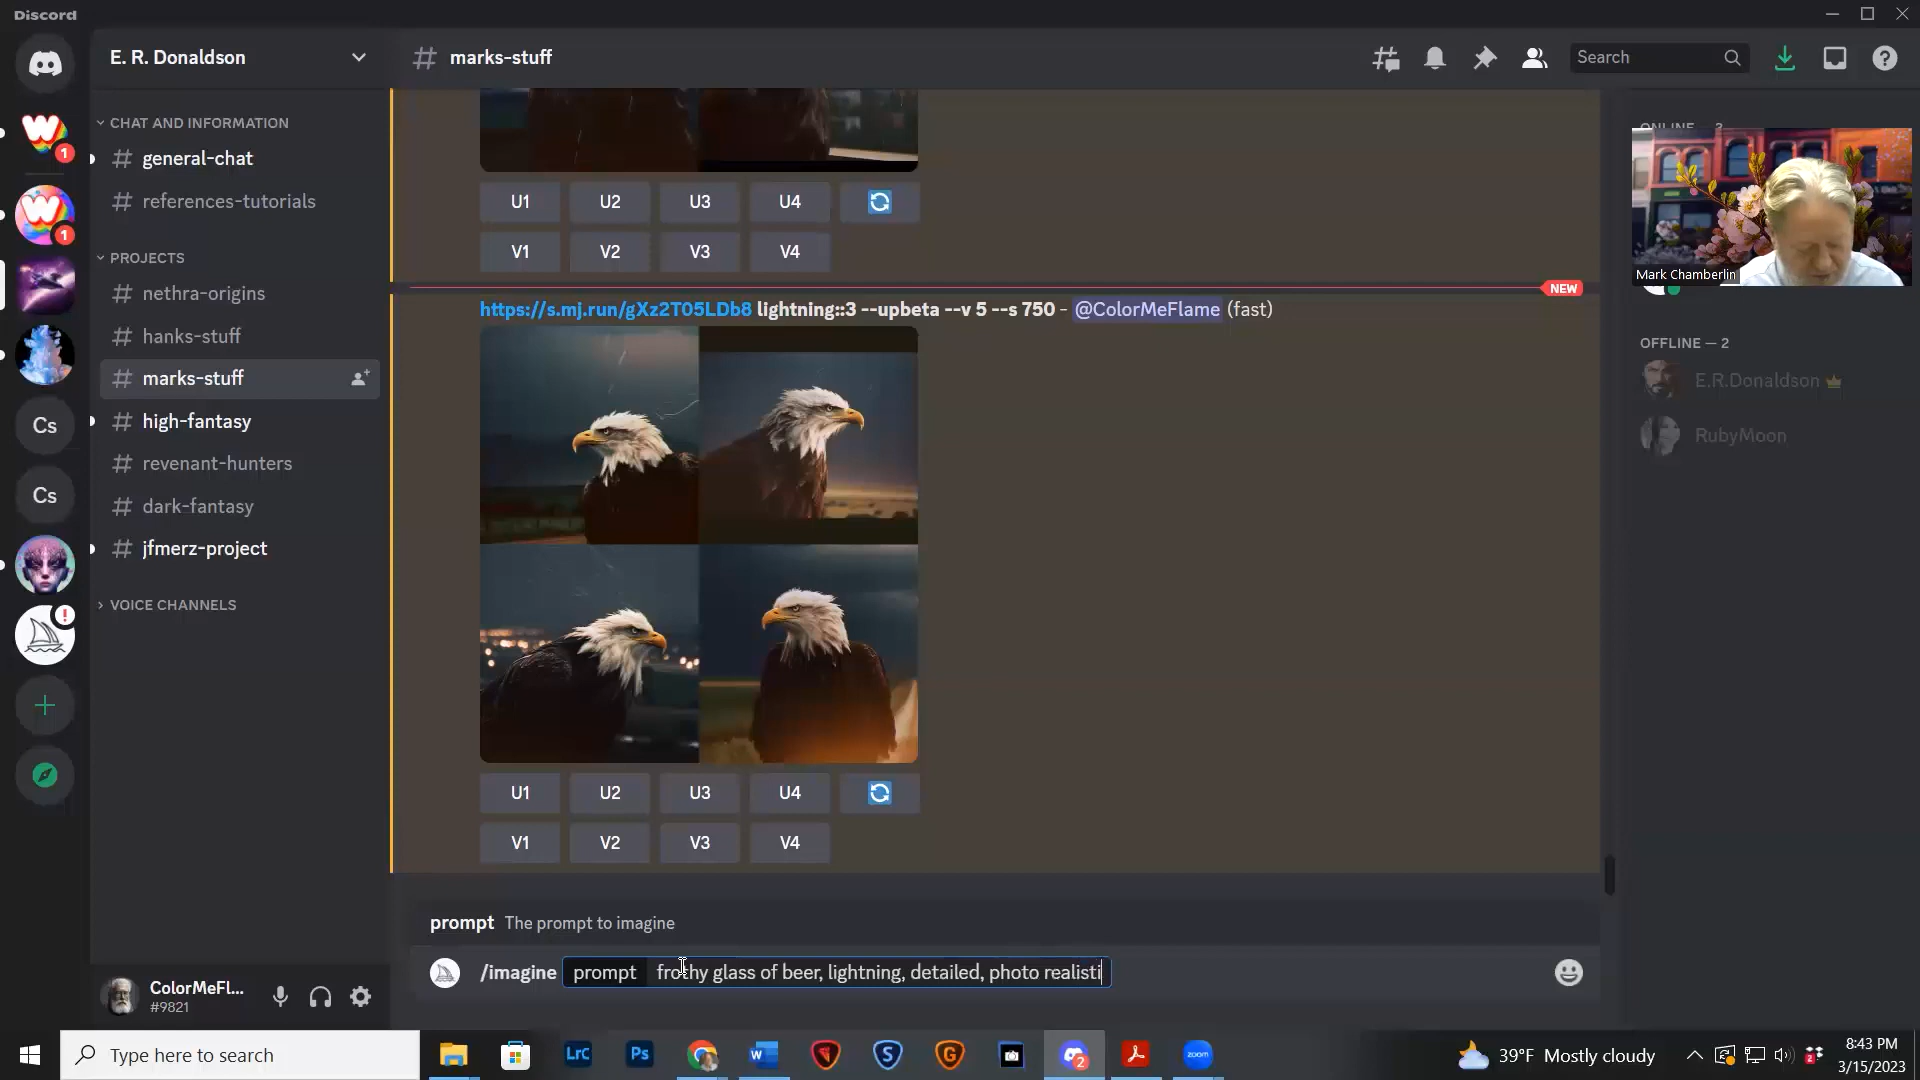 Discord
E. R. Donaldson
# marks-stuff
Search
CHAT AND INFORMATION
# general-chat
# references-tutorials
PROJECTS
# nethra-origins
# hanks-stuff
# marks-stuff
# high-fantasy
# revenant-hunters
# dark-fantasy
# jfmerz-project
VOICE CHANNELS
1
1
Cs
Cs
!
ColorMeFl...
#9821
U1 U2 U3 U4
V1 V2 V3 V4
NEW
https://s.mj.run/gXz2T05LDb8 lightning::3 --upbeta --v 5 --s 750 - @ColorMeFlame (fast)
U1 U2 U3 U4
V1 V2 V3 V4
prompt The prompt to imagine
/imagine prompt frothy glass of beer, lightning, detailed, photo realisti
Mark Chamberlin
OFFLINE — 2
E.R.Donaldson
RubyMoon
Type here to search
LrC
Ps
W
S
G
2
zoom
39°F Mostly cloudy
2
8:43 PM
3/15/2023